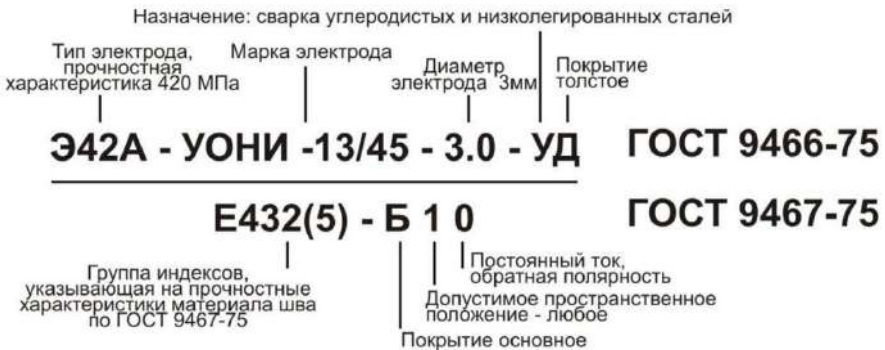 Назначение: сварка углеродистых и низколегированных сталей
Тип электрода,
прочностная
характеристика 420 МПа
Марка электрода
Диаметр
электрода 3мм
Покрытие
толстое
Э42А - УОНИ -13/45 - 3.0 - УД
ГОСТ 9466-75
Е432(5) - Б 1 0
ГОСТ 9467-75
Группа индексов,
указывающая на прочностные
характеристики материала шва
по ГОСТ 9467-75
Постоянный ток,
обратная полярность
Допустимое пространственное
положение - любое
Покрытие основное